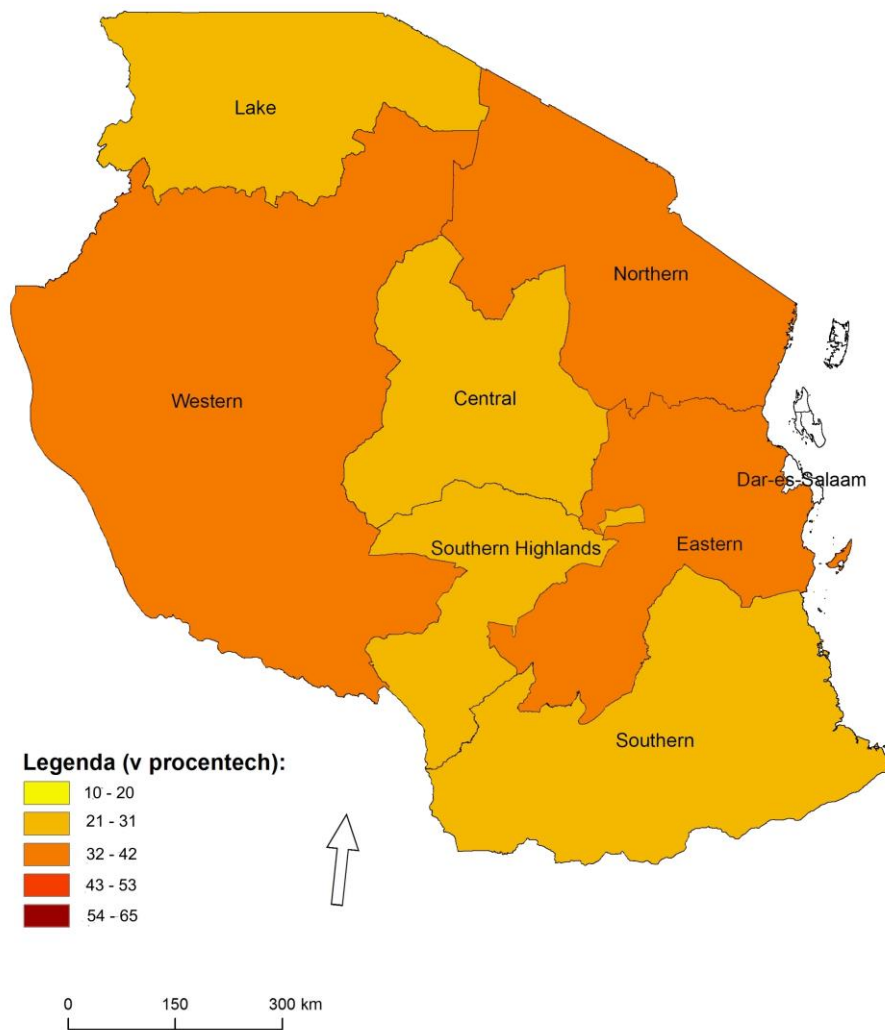 Lake
Northern
Western
Central
Dar-es-Salaam
Southern Highlands
Eastern
Southern
Legenda (v procentech):
10 - 20
21 - 31
32 - 42
43 - 53
54 - 65
0 150 300 km